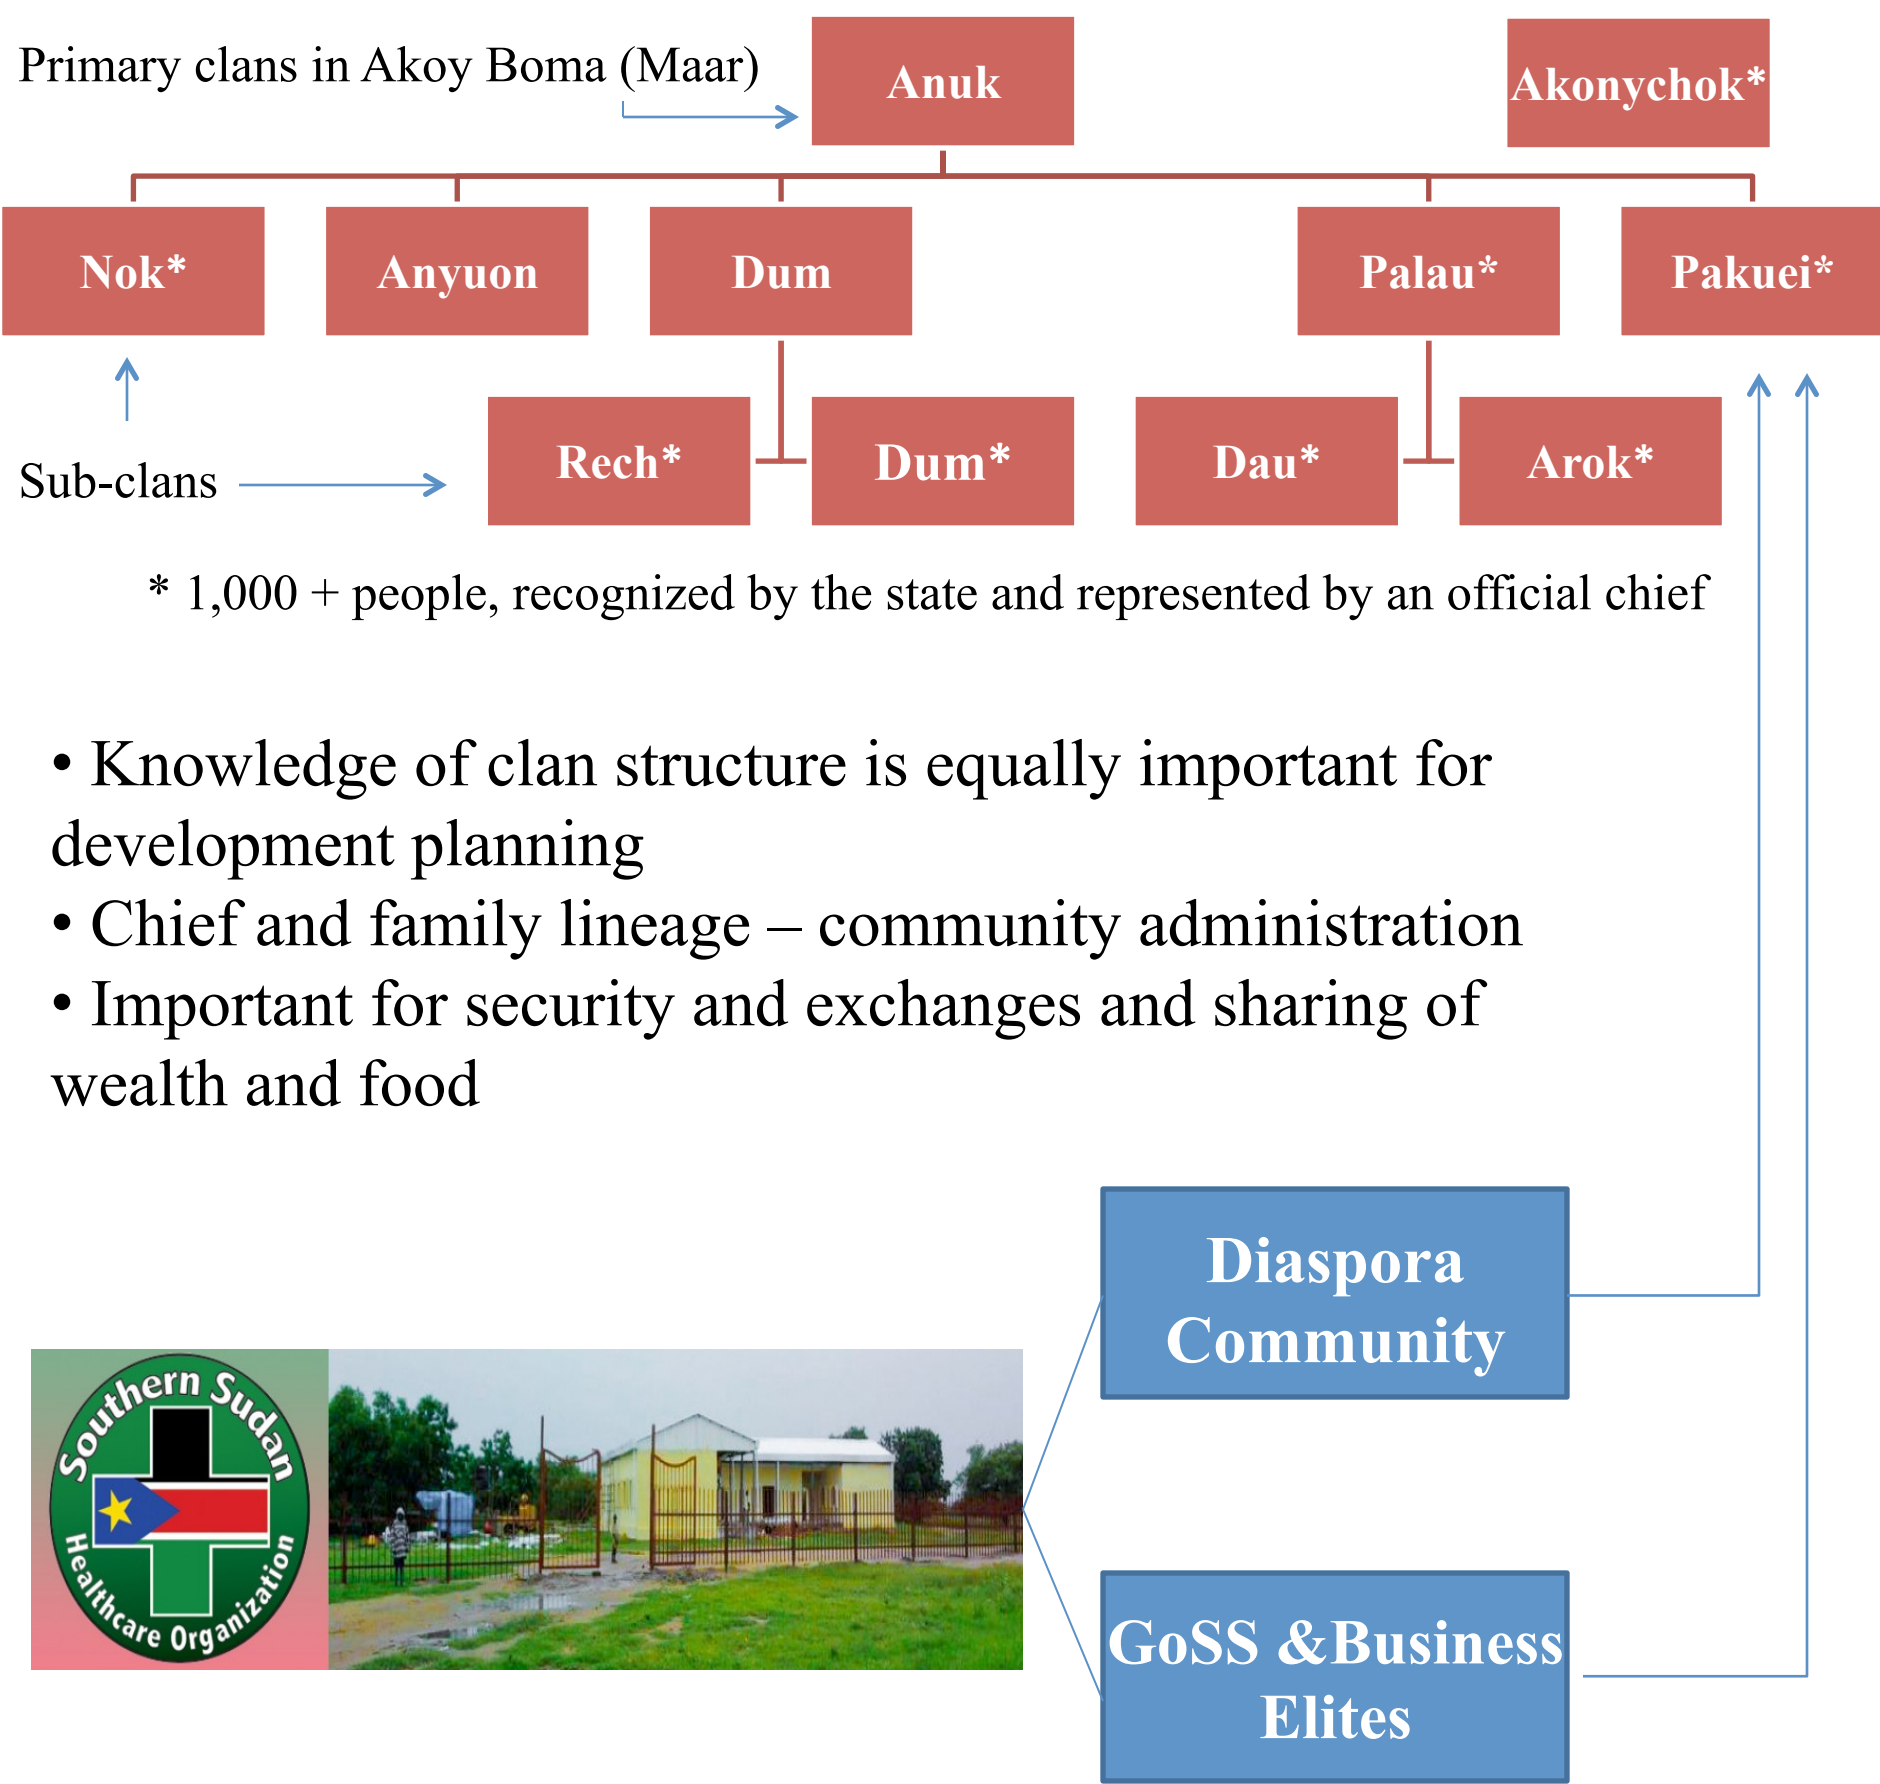 Primary clans in Akoy Boma (Maar)
Anuk
Akonychok*
Nok*
Anyuon
Dum
Palau*
Pakuei*
Sub-clans
Rech*
Dum*
Dau*
Arok*
* 1,000 + people, recognized by the state and represented by an official chief
• Knowledge of clan structure is equally important for
development planning
• Chief and family lineage – community administration
• Important for security and exchanges and sharing of
wealth and food
Diaspora
Community
Southern Sudan
Healthcare Organization
GoSS &Business
Elites